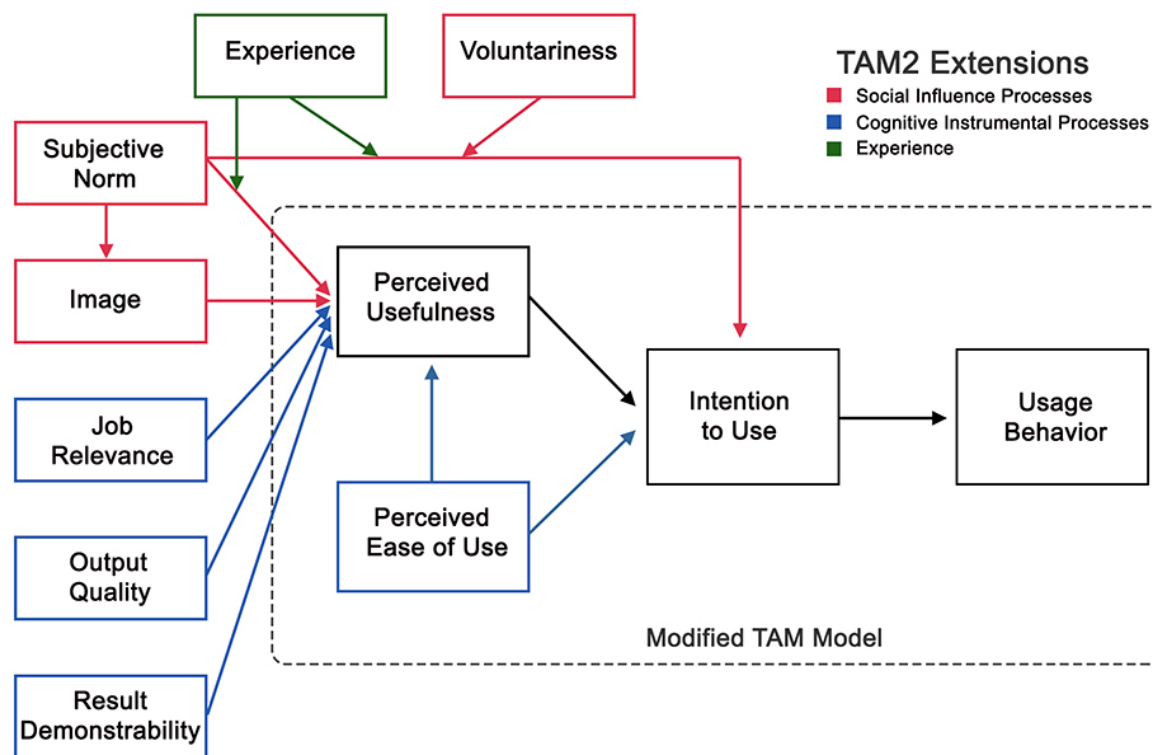 Experience
Voluntariness
TAM2 Extensions
Social Influence Processes
Cognitive Instrumental Processes
Experience
Subjective
Norm
Image
Perceived
Usefulness
Job
Relevance
Intention
to Use
Usage
Behavior
Perceived
Ease of Use
Output
Quality
Modified TAM Model
Result
Demonstrability